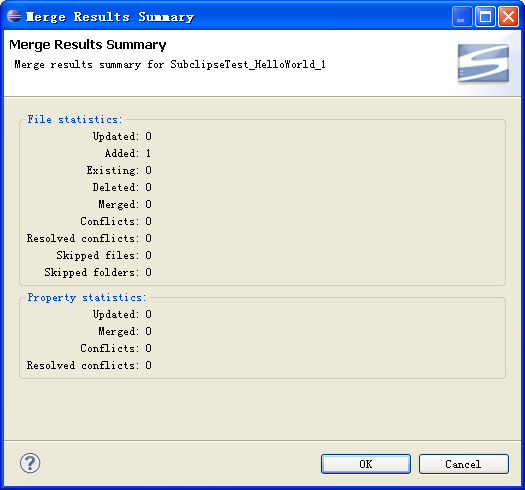 Merge Results Summary
Merge Results Summary
Merge results summary for SubclipseTest_HelloWorld_1
File statistics:
Updated: 0
Added: 1
Existing: 0
Deleted: 0
Merged: 0
Conflicts: 0
Resolved conflicts: 0
Skipped files: 0
Skipped folders: 0
Property statistics:
Updated: 0
Merged: 0
Conflicts: 0
Resolved conflicts: 0
? OK Cancel